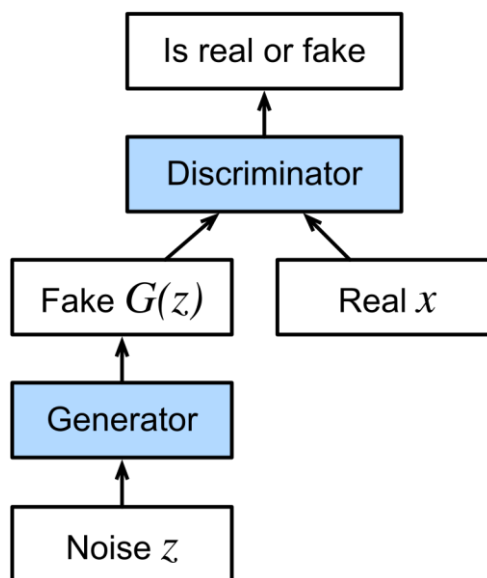 Is real or fake
Discriminator
Fake G(z)
Real x
Generator
Noise z